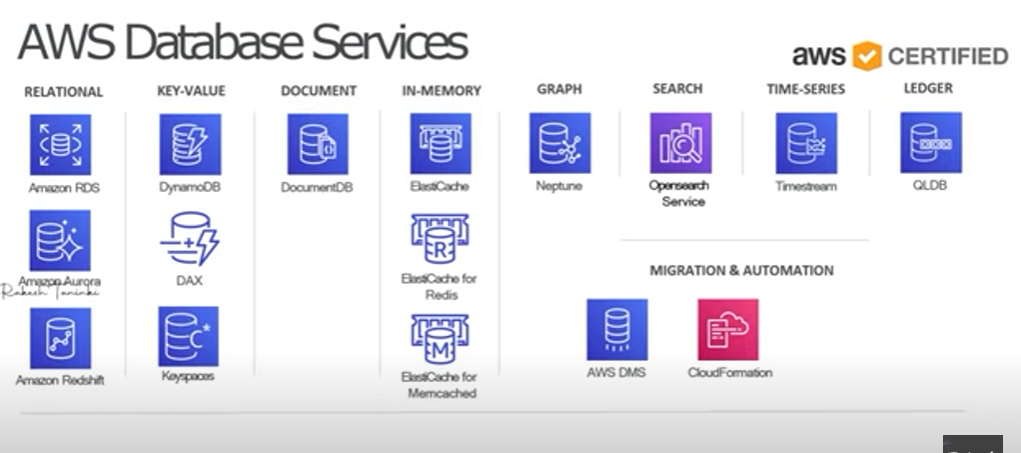 AWS Database Services
aws CERTIFIED
RELATIONAL
KEY-VALUE
DOCUMENT
IN-MEMORY
GRAPH
SEARCH
TIME-SERIES
LEDGER
Amazon RDS
DynamoDB
DocumentDB
ElastiCache
Neptune
Opensearch
Service
Timestream
QLDB
Amazon Aurora
DAX
ElastiCache for
Redis
R
MIGRATION & AUTOMATION
Amazon Redshift
C*
Keyspaces
M
ElastiCache for
Memcached
AWS DMS
CloudFormation